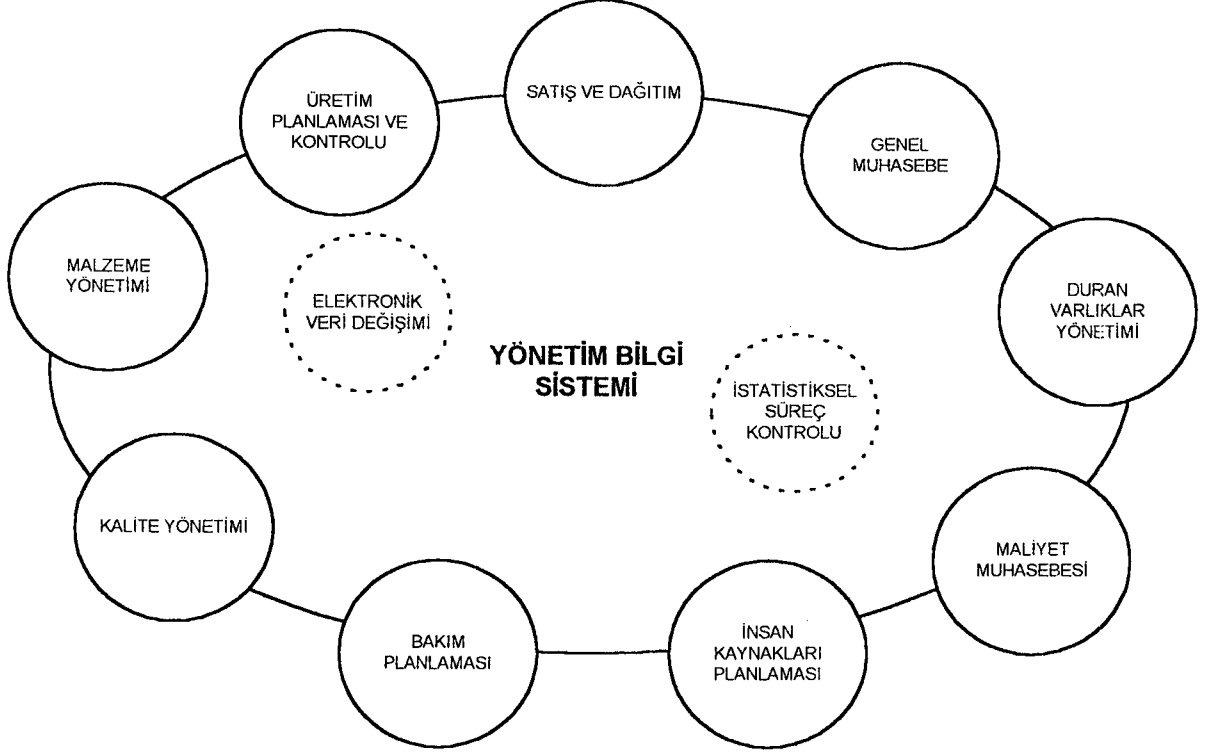 SATIŞ VE DAĞITIM
ÜRETİM
PLANLAMASI VE
KONTROLU
GENEL
MUHASEBE
MALZEME
YÖNETİMİ
ELEKTRONİK
VERİ DEĞİŞİMİ
DURAN
VARLIKLAR
YÖNETİMİ
YÖNETİM BİLGİ
SİSTEMİ
İSTATİSTİKSEL
SÜREÇ
KONTROLU
KALİTE YÖNETİMİ
MALİYET
MUHASEBESİ
BAKIM
PLANLAMASI
İNSAN
KAYNAKLARI
PLANLAMASI